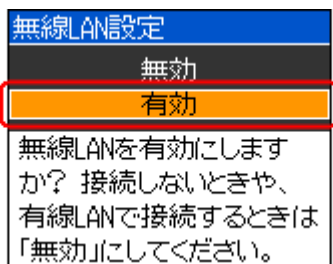 無線LAN設定
無効
有効
無線LANを有効にします
か? 接続しないときや、
有線LANで接続するときは
「無効」にしてください。